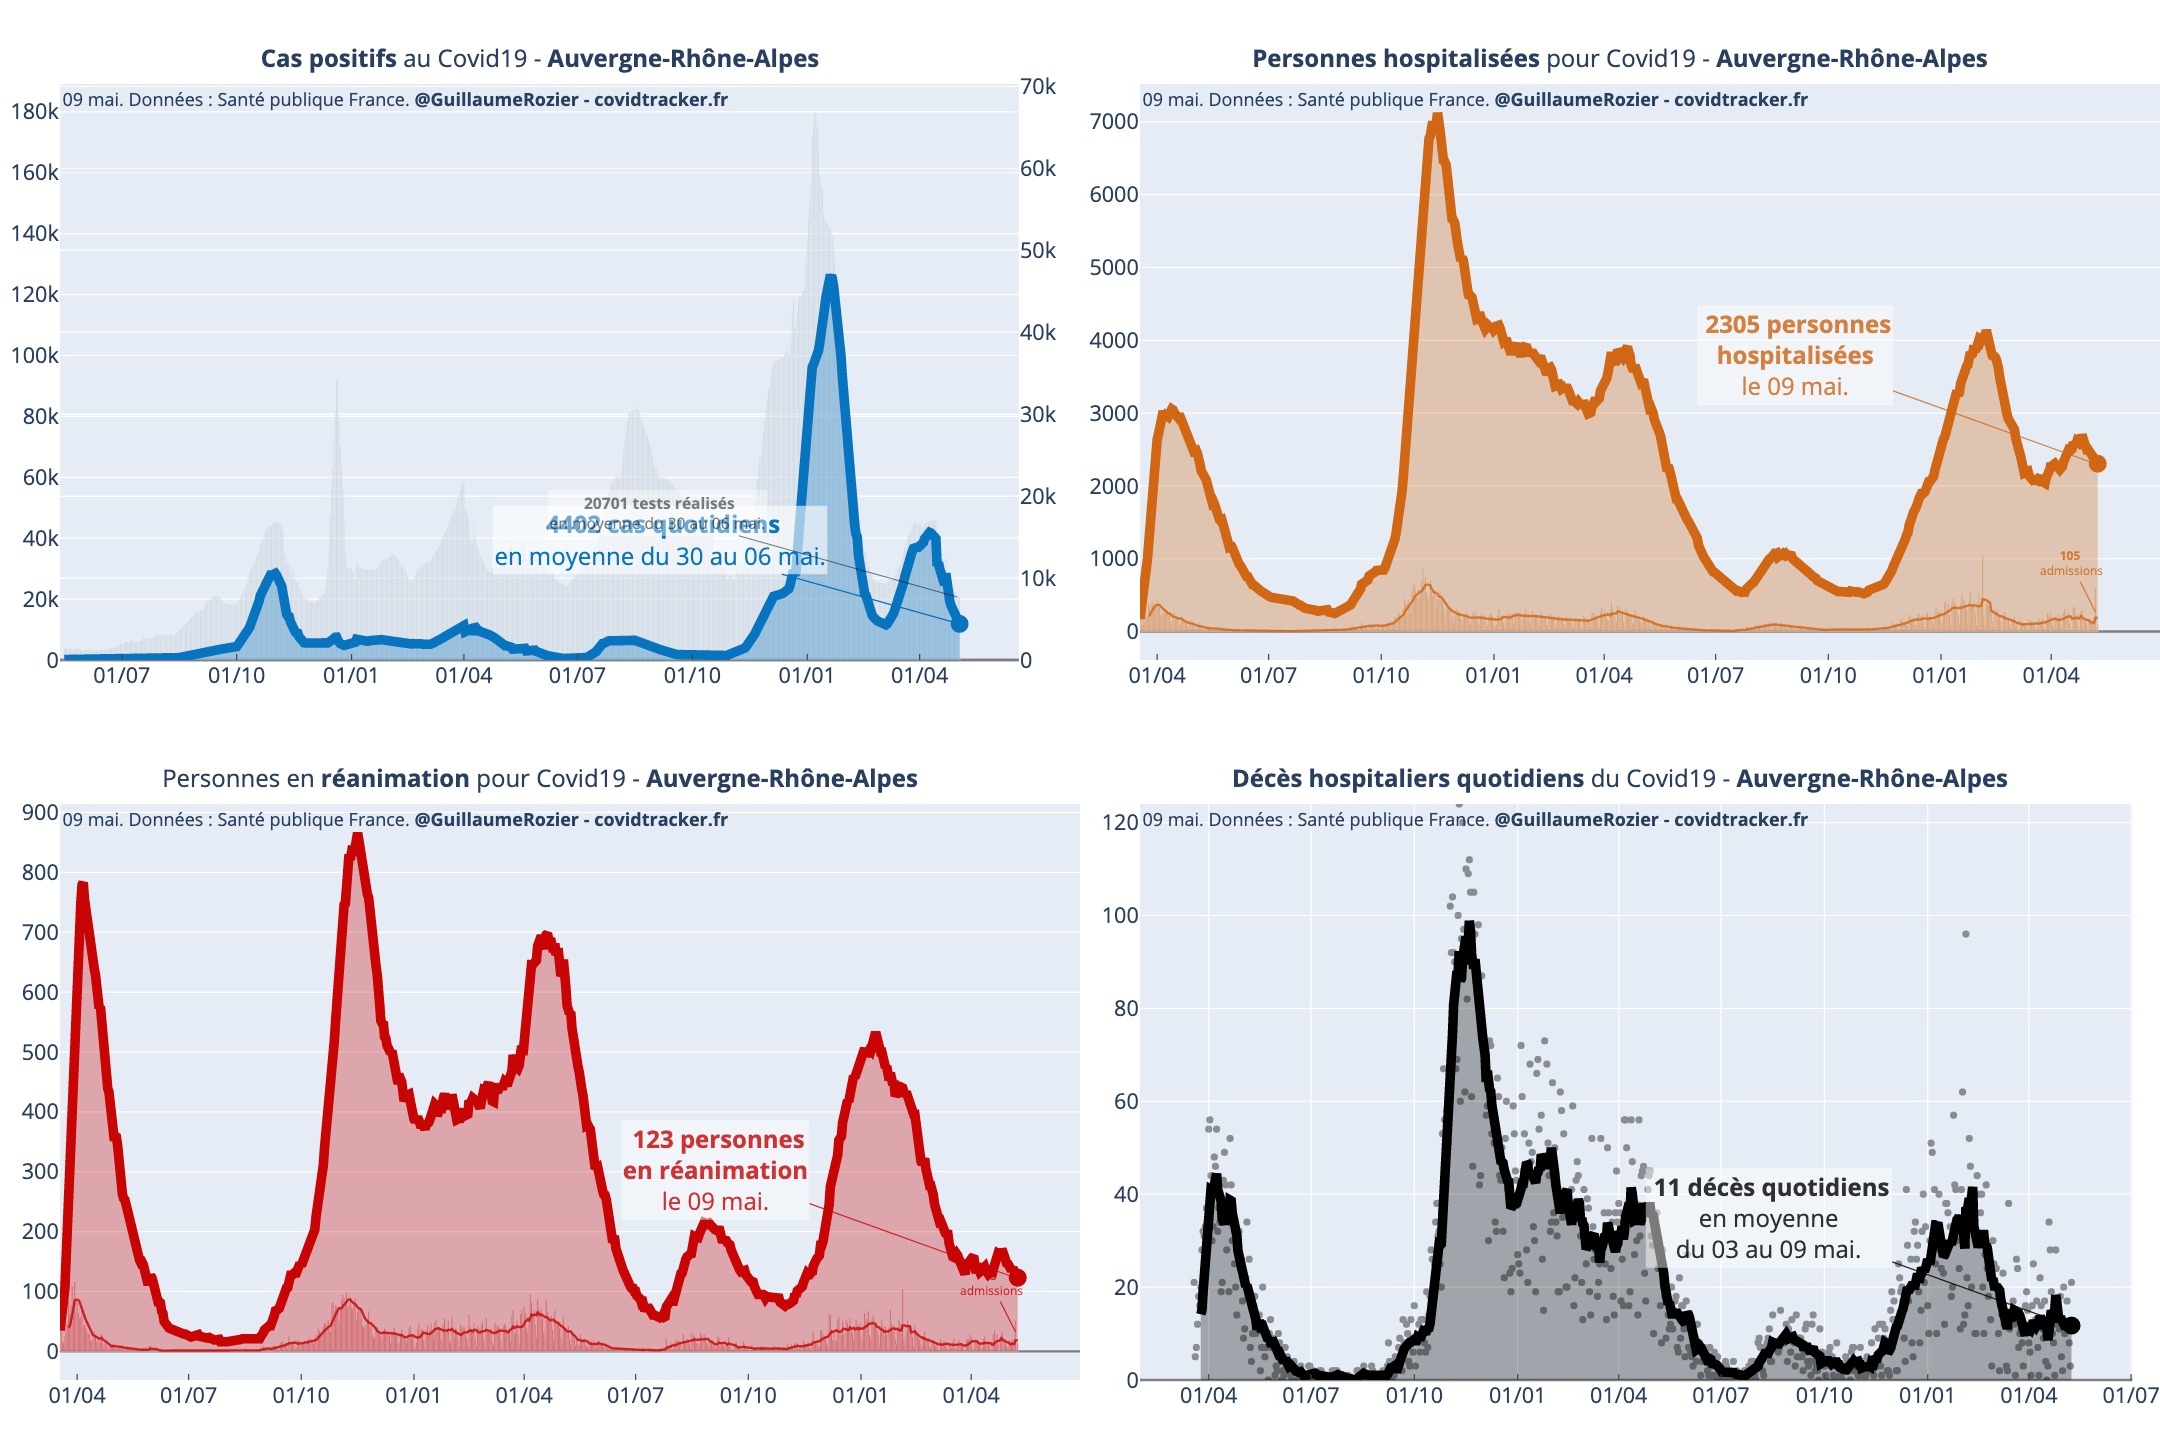 Cas positifs au Covid19 - Auvergne-Rhône-Alpes
09 mai. Données : Santé publique France. @GuillaumeRozier - covidtracker.fr
180k
160k
140k
120k
100k
80k
60k
40k
20k
0
70k
60k
50k
40k
30k
20k
10k
0
20701 tests réalisés
en moyenne du 30 au 06 mai.
4402 cas quotidiens
en moyenne du 30 au 06 mai.
01/07 01/10 01/01 01/04 01/07 01/10 01/01 01/04
Personnes hospitalisées pour Covid19 - Auvergne-Rhône-Alpes
09 mai. Données : Santé publique France. @GuillaumeRozier - covidtracker.fr
7000
6000
5000
4000
3000
2000
1000
0
2305 personnes
hospitalisées
le 09 mai.
105
admissions
01/04 01/07 01/10 01/01 01/04 01/07 01/10 01/01 01/04
Personnes en réanimation pour Covid19 - Auvergne-Rhône-Alpes
09 mai. Données : Santé publique France. @GuillaumeRozier - covidtracker.fr
900
800
700
600
500
400
300
200
100
0
123 personnes
en réanimation
le 09 mai.
admissions
01/04 01/07 01/10 01/01 01/04 01/07 01/10 01/01 01/04
Décès hospitaliers quotidiens du Covid19 - Auvergne-Rhône-Alpes
09 mai. Données : Santé publique France. @GuillaumeRozier - covidtracker.fr
120
100
80
60
40
20
0
11 décès quotidiens
en moyenne
du 03 au 09 mai.
01/04 01/07 01/10 01/01 01/04 01/07 01/10 01/01 01/04 01/07